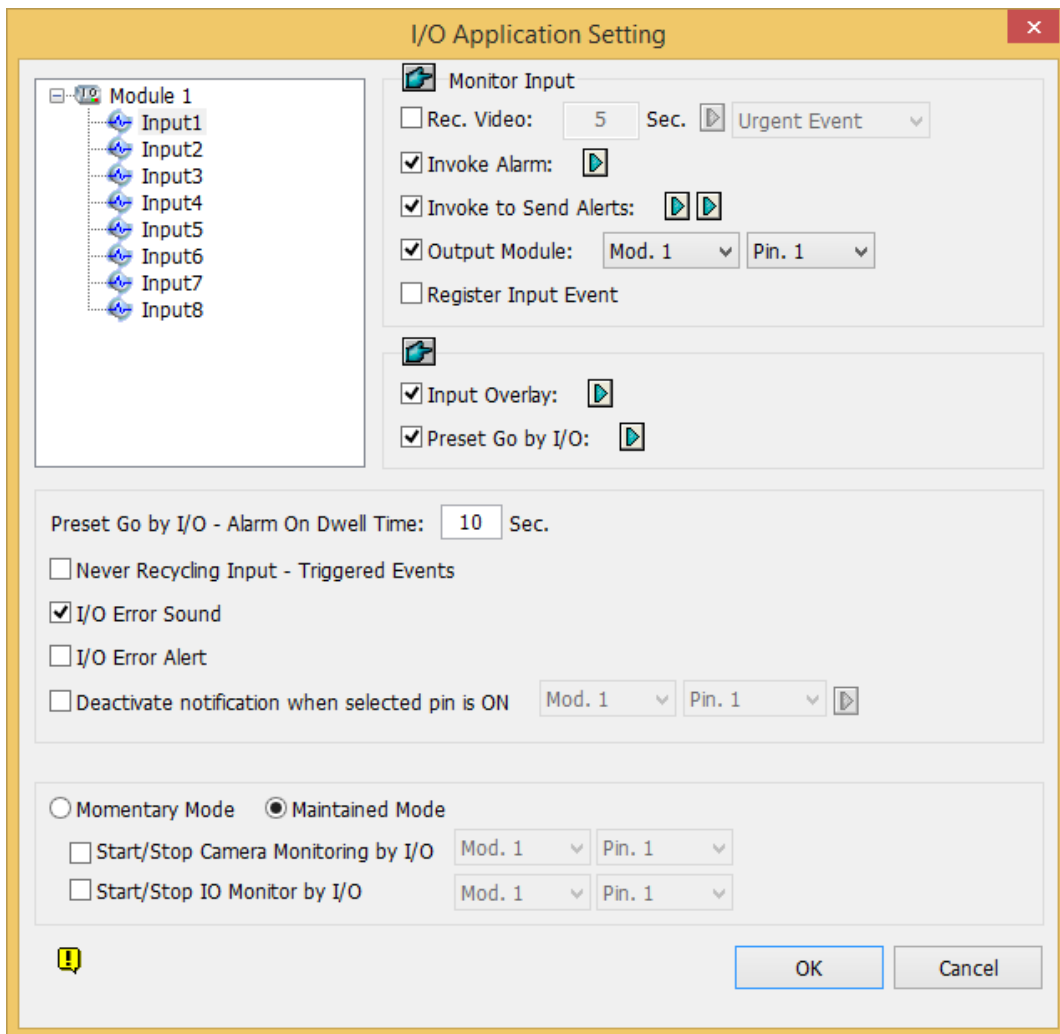 I/O Application Setting
Module 1
Input1
Input2
Input3
Input4
Input5
Input6
Input7
Input8
Monitor Input
Rec. Video: 5 Sec. Urgent Event
Invoke Alarm:
Invoke to Send Alerts:
Output Module: Mod. 1 Pin. 1
Register Input Event
Input Overlay:
Preset Go by I/O:
Preset Go by I/O - Alarm On Dwell Time: 10 Sec.
Never Recycling Input - Triggered Events
I/O Error Sound
I/O Error Alert
Deactivate notification when selected pin is ON Mod. 1 Pin. 1
Momentary Mode Maintained Mode
Start/Stop Camera Monitoring by I/O Mod. 1 Pin. 1
Start/Stop IO Monitor by I/O Mod. 1 Pin. 1
OK Cancel